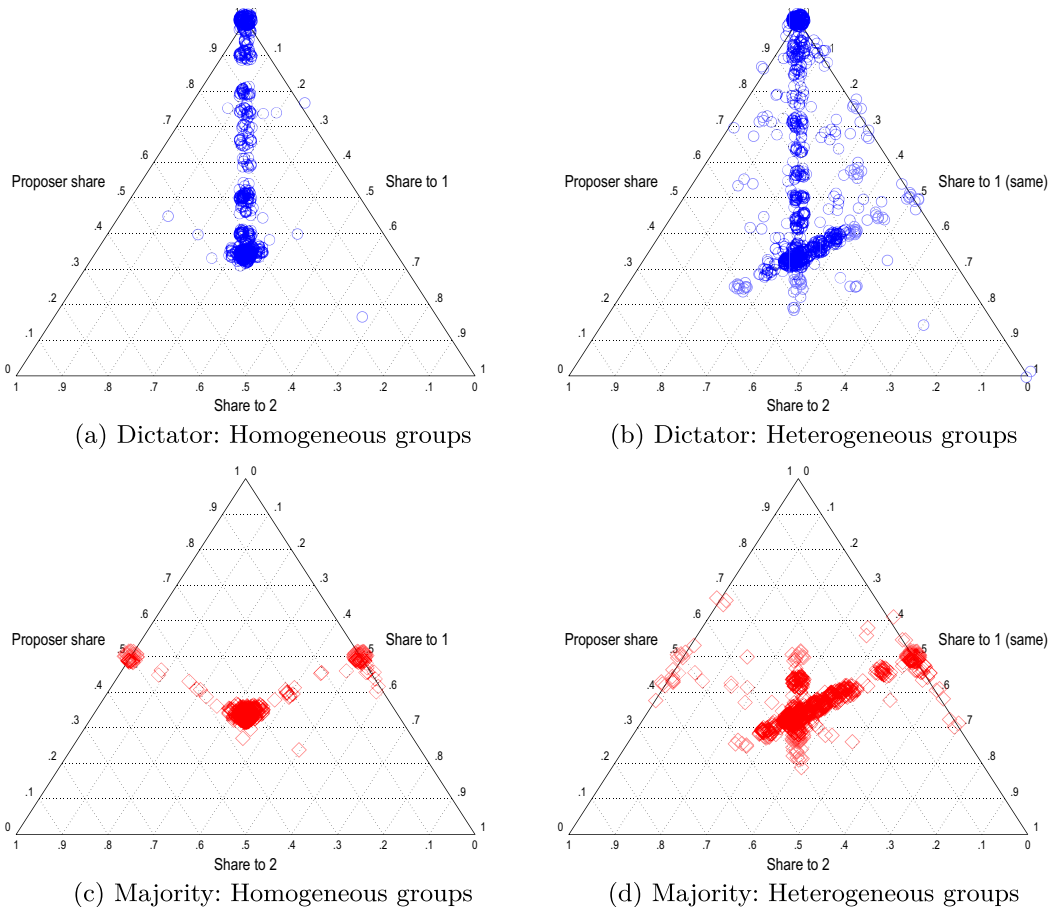 .9 .1
.8 .2
.7 .3
.6 .4
Proposer share .5 .5 Share to 1
.4 .6
.3 .7
.2 .8
.1 .9
0
1 .9 .8 .7 .6 .5 .4 .3 .2 .1 0
Share to 2
(a) Dictator: Homogeneous groups
.9 .1
.8 .2
.7 .3
.6 .4
Proposer share .5 .5 Share to 1 (same)
.4 .6
.3 .7
.2 .8
.1 .9
0
1 .9 .8 .7 .6 .5 .4 .3 .2 .1 0
Share to 2
(b) Dictator: Heterogeneous groups
1 0
.9 .1
.8 .2
.7 .3
.6 .4
Proposer share .5 .5 Share to 1
.4 .6
.3 .7
.2 .8
.1 .9
0 1
1 .9 .8 .7 .6 .5 .4 .3 .2 .1 0
Share to 2
(c) Majority: Homogeneous groups
1 0
.9 .1
.8 .2
.7 .3
.6 .4
Proposer share .5 .5 Share to 1 (same)
.4 .6
.3 .7
.2 .8
.1 .9
0 1
1 .9 .8 .7 .6 .5 .4 .3 .2 .1 0
Share to 2
(d) Majority: Heterogeneous groups